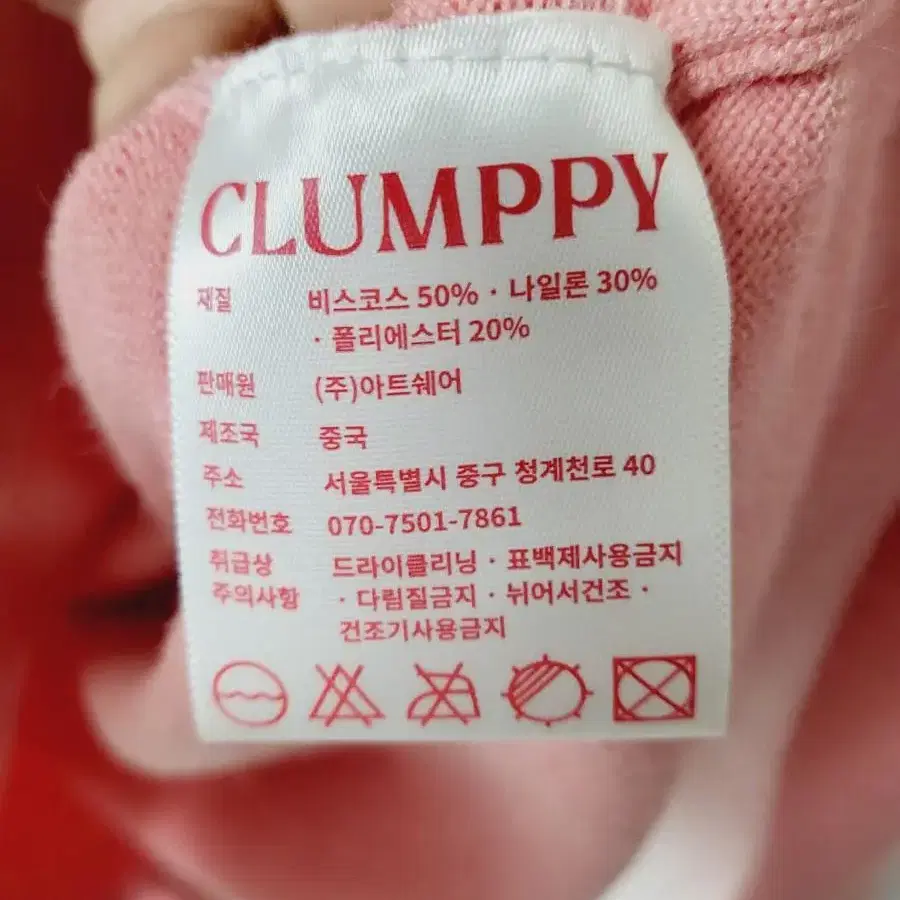 CLUMPPY
재질 비스코스 50% · 나일론 30%
· 폴리에스터 20%
판매원 (주)아트쉐어
제조국 중국
주소 서울특별시 중구 청계천로 40
전화번호 070-7501-7861
취급상 드라이클리닝 · 표백제사용금지
주의사항 · 다림질금지 · 뉘어서건조 ·
건조기사용금지